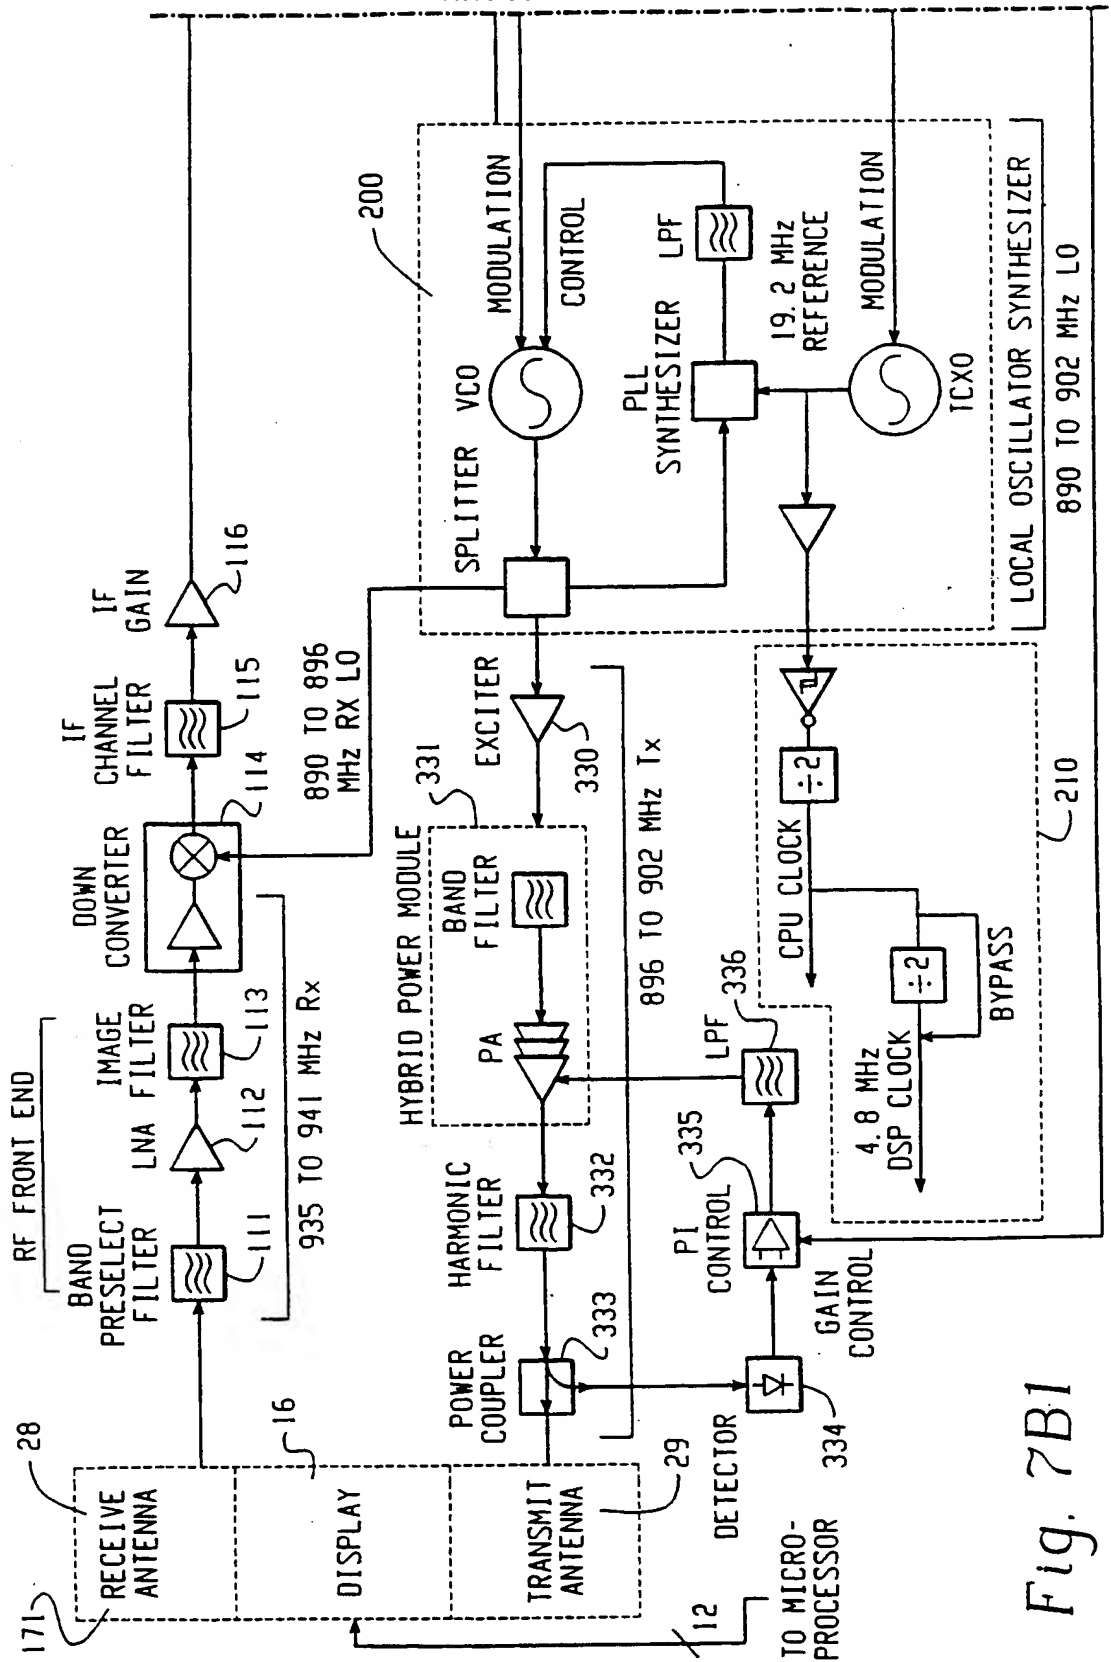 RF FRONT END
BAND
PRESELECT
FILTER
111
LNA
112
IMAGE
FILTER
113
DOWN
CONVERTER
114
IF
CHANNEL
FILTER
115
IF
GAIN
116
935 TO 941 MHz Rx
890 TO 896
MHz RX LO
171
28
RECEIVE
ANTENNA
16
DISPLAY
TRANSMIT
ANTENNA
29
12
TO MICRO-
PROCESSOR
POWER
COUPLER
333
HARMONIC
FILTER
332
HYBRID POWER MODULE
331
PA
BAND
FILTER
EXCITER
330
896 TO 902 MHz Tx
SPLITTER
VCO
MODULATION
CONTROL
200
PLL
SYNTHESIZER
LPF
19.2 MHz
REFERENCE
MODULATION
TCXO
LOCAL OSCILLATOR SYNTHESIZER
890 TO 902 MHz LO
DETECTOR
334
PI
CONTROL
335
GAIN
CONTROL
LPF
336
CPU CLOCK
÷2
4.8 MHz
DSP CLOCK
÷2
BYPASS
210
Fig. 7B1